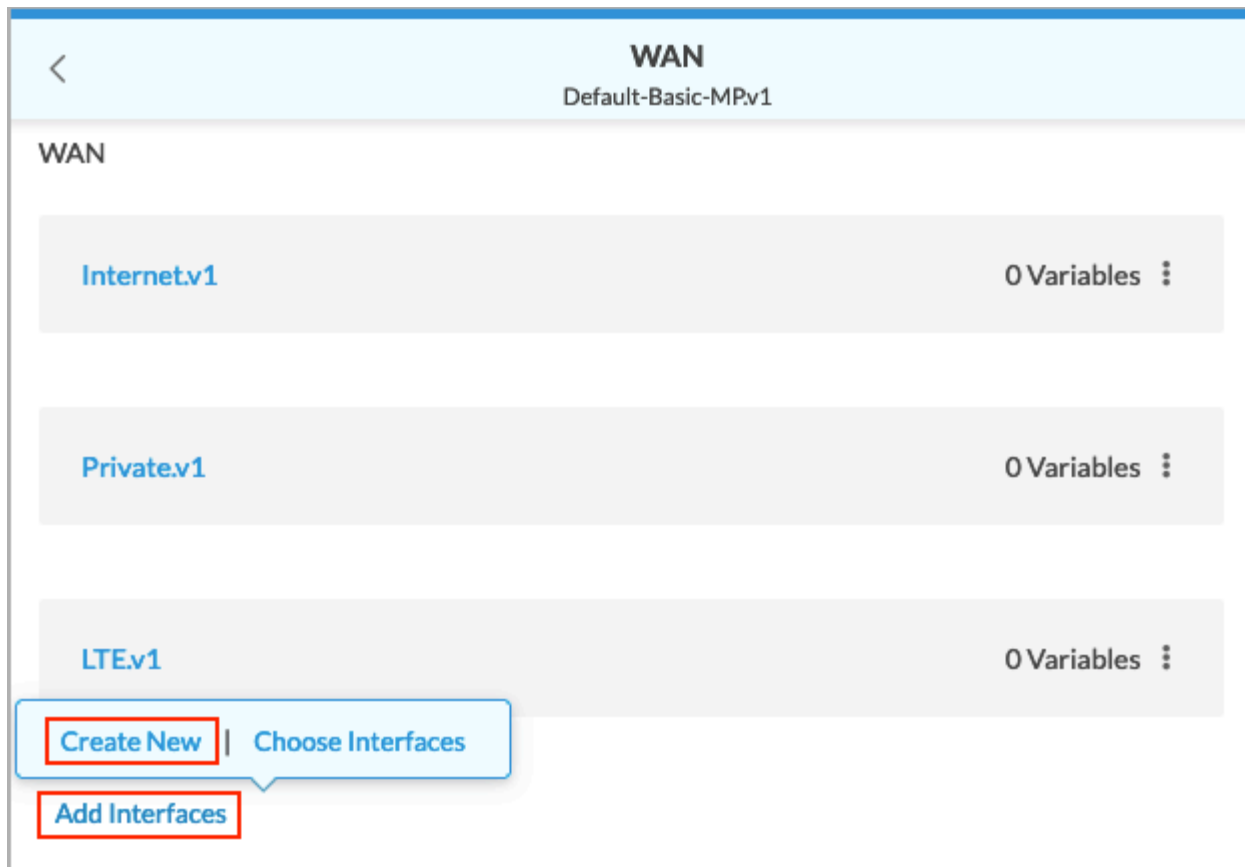 WAN
Default-Basic-MP.v1
WAN
Internet.v1 0 Variables
Private.v1 0 Variables
LTE.v1 0 Variables
Create New | Choose Interfaces
Add Interfaces